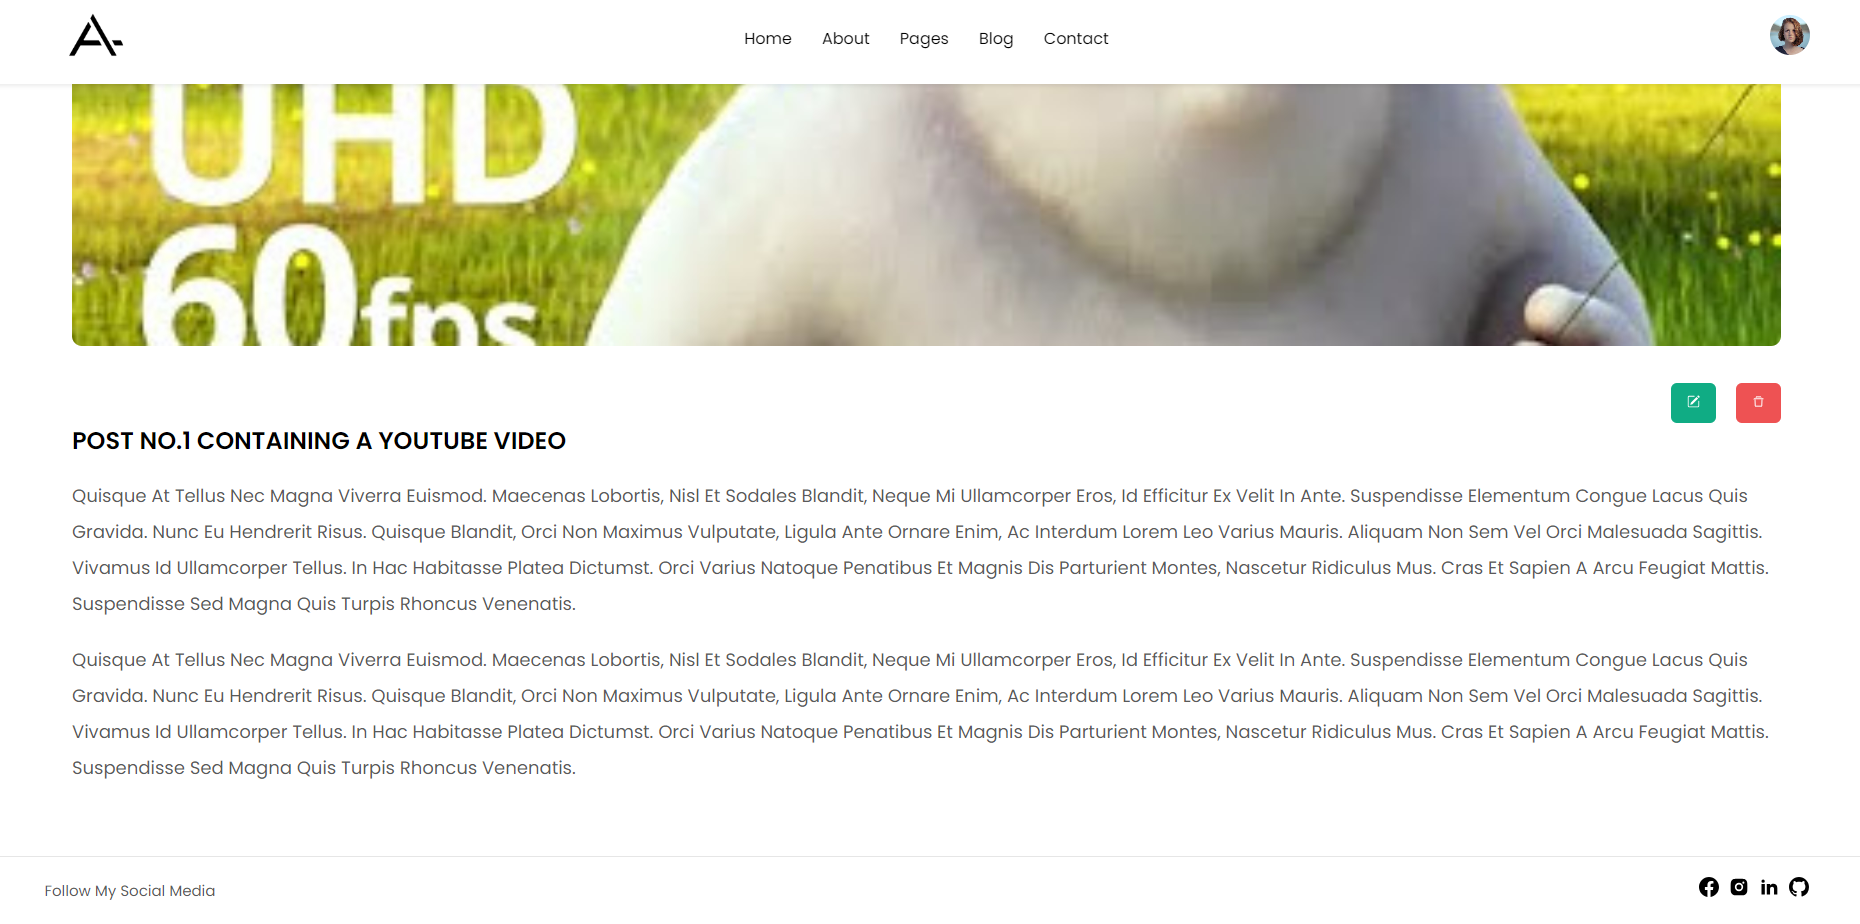 Home About Pages Blog Contact
UHD
60fps
POST NO.1 CONTAINING A YOUTUBE VIDEO
Quisque At Tellus Nec Magna Viverra Euismod. Maecenas Lobortis, Nisl Et Sodales Blandit, Neque Mi Ullamcorper Eros, Id Efficitur Ex Velit In Ante. Suspendisse Elementum Congue Lacus Quis
Gravida. Nunc Eu Hendrerit Risus. Quisque Blandit, Orci Non Maximus Vulputate, Ligula Ante Ornare Enim, Ac Interdum Lorem Leo Varius Mauris. Aliquam Non Sem Vel Orci Malesuada Sagittis.
Vivamus Id Ullamcorper Tellus. In Hac Habitasse Platea Dictumst. Orci Varius Natoque Penatibus Et Magnis Dis Parturient Montes, Nascetur Ridiculus Mus. Cras Et Sapien A Arcu Feugiat Mattis.
Suspendisse Sed Magna Quis Turpis Rhoncus Venenatis.
Quisque At Tellus Nec Magna Viverra Euismod. Maecenas Lobortis, Nisl Et Sodales Blandit, Neque Mi Ullamcorper Eros, Id Efficitur Ex Velit In Ante. Suspendisse Elementum Congue Lacus Quis
Gravida. Nunc Eu Hendrerit Risus. Quisque Blandit, Orci Non Maximus Vulputate, Ligula Ante Ornare Enim, Ac Interdum Lorem Leo Varius Mauris. Aliquam Non Sem Vel Orci Malesuada Sagittis.
Vivamus Id Ullamcorper Tellus. In Hac Habitasse Platea Dictumst. Orci Varius Natoque Penatibus Et Magnis Dis Parturient Montes, Nascetur Ridiculus Mus. Cras Et Sapien A Arcu Feugiat Mattis.
Suspendisse Sed Magna Quis Turpis Rhoncus Venenatis.
Follow My Social Media